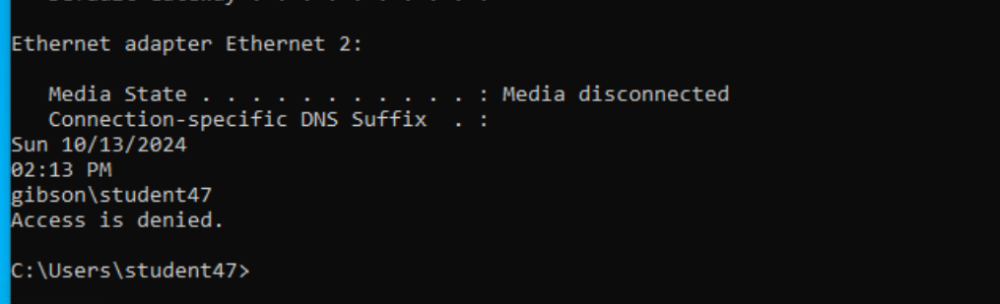 Ethernet adapter Ethernet 2:
   Media State . . . . . . . . . . . : Media disconnected
   Connection-specific DNS Suffix  . :
Sun 10/13/2024
02:13 PM
gibson\student47
Access is denied.
C:\Users\student47>